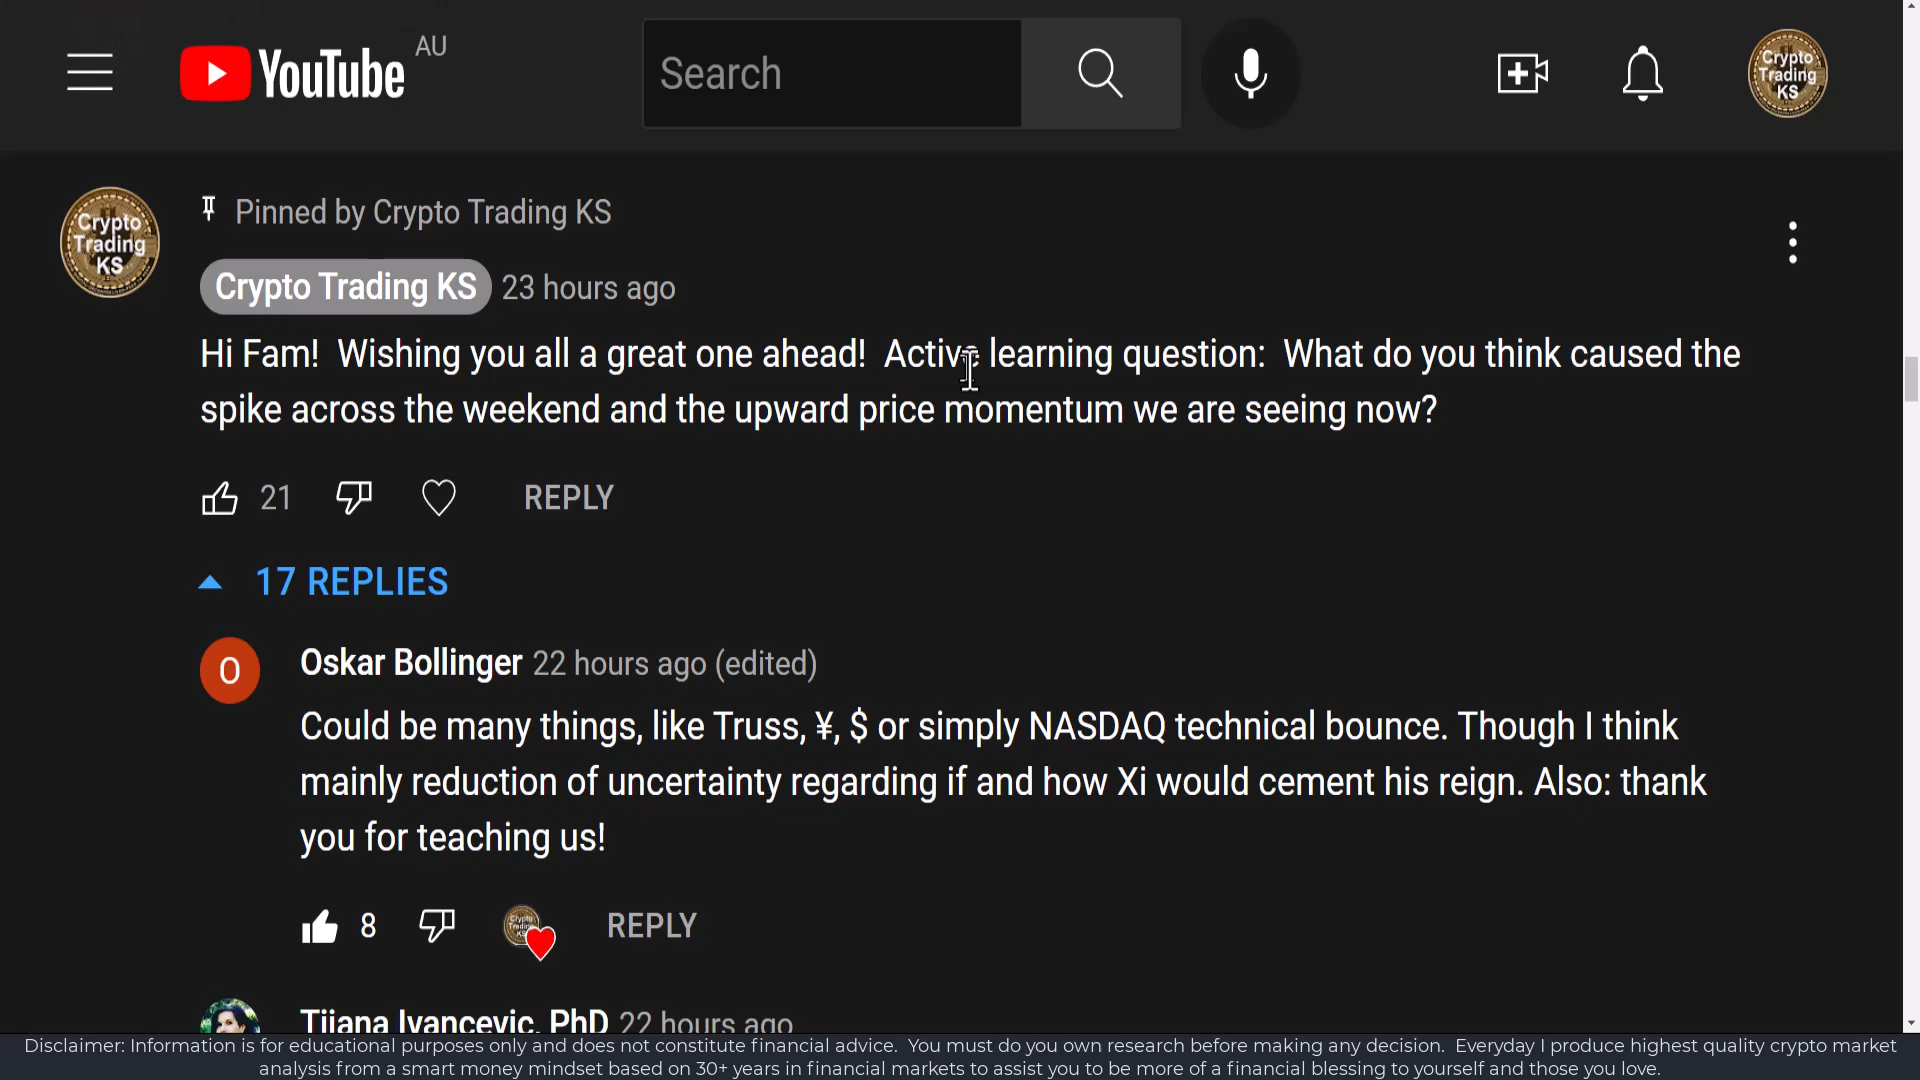 YouTube AU
Search
Crypto Trading KS
Crypto Trading KS
Pinned by Crypto Trading KS
Crypto Trading KS 23 hours ago
Hi Fam!  Wishing you all a great one ahead!  Active learning question:  What do you think caused the
spike across the weekend and the upward price momentum we are seeing now?
21 REPLY
17 REPLIES
O
Oskar Bollinger 22 hours ago (edited)
Could be many things, like Truss, ¥, $ or simply NASDAQ technical bounce. Though I think
mainly reduction of uncertainty regarding if and how Xi would cement his reign. Also: thank
you for teaching us!
8 REPLY
Tijana Ivancevic, PhD 22 hours ago
Disclaimer: Information is for educational purposes only and does not constitute financial advice.  You must do you own research before making any decision.  Everyday I produce highest quality crypto market
analysis from a smart money mindset based on 30+ years in financial markets to assist you to be more of a financial blessing to yourself and those you love.